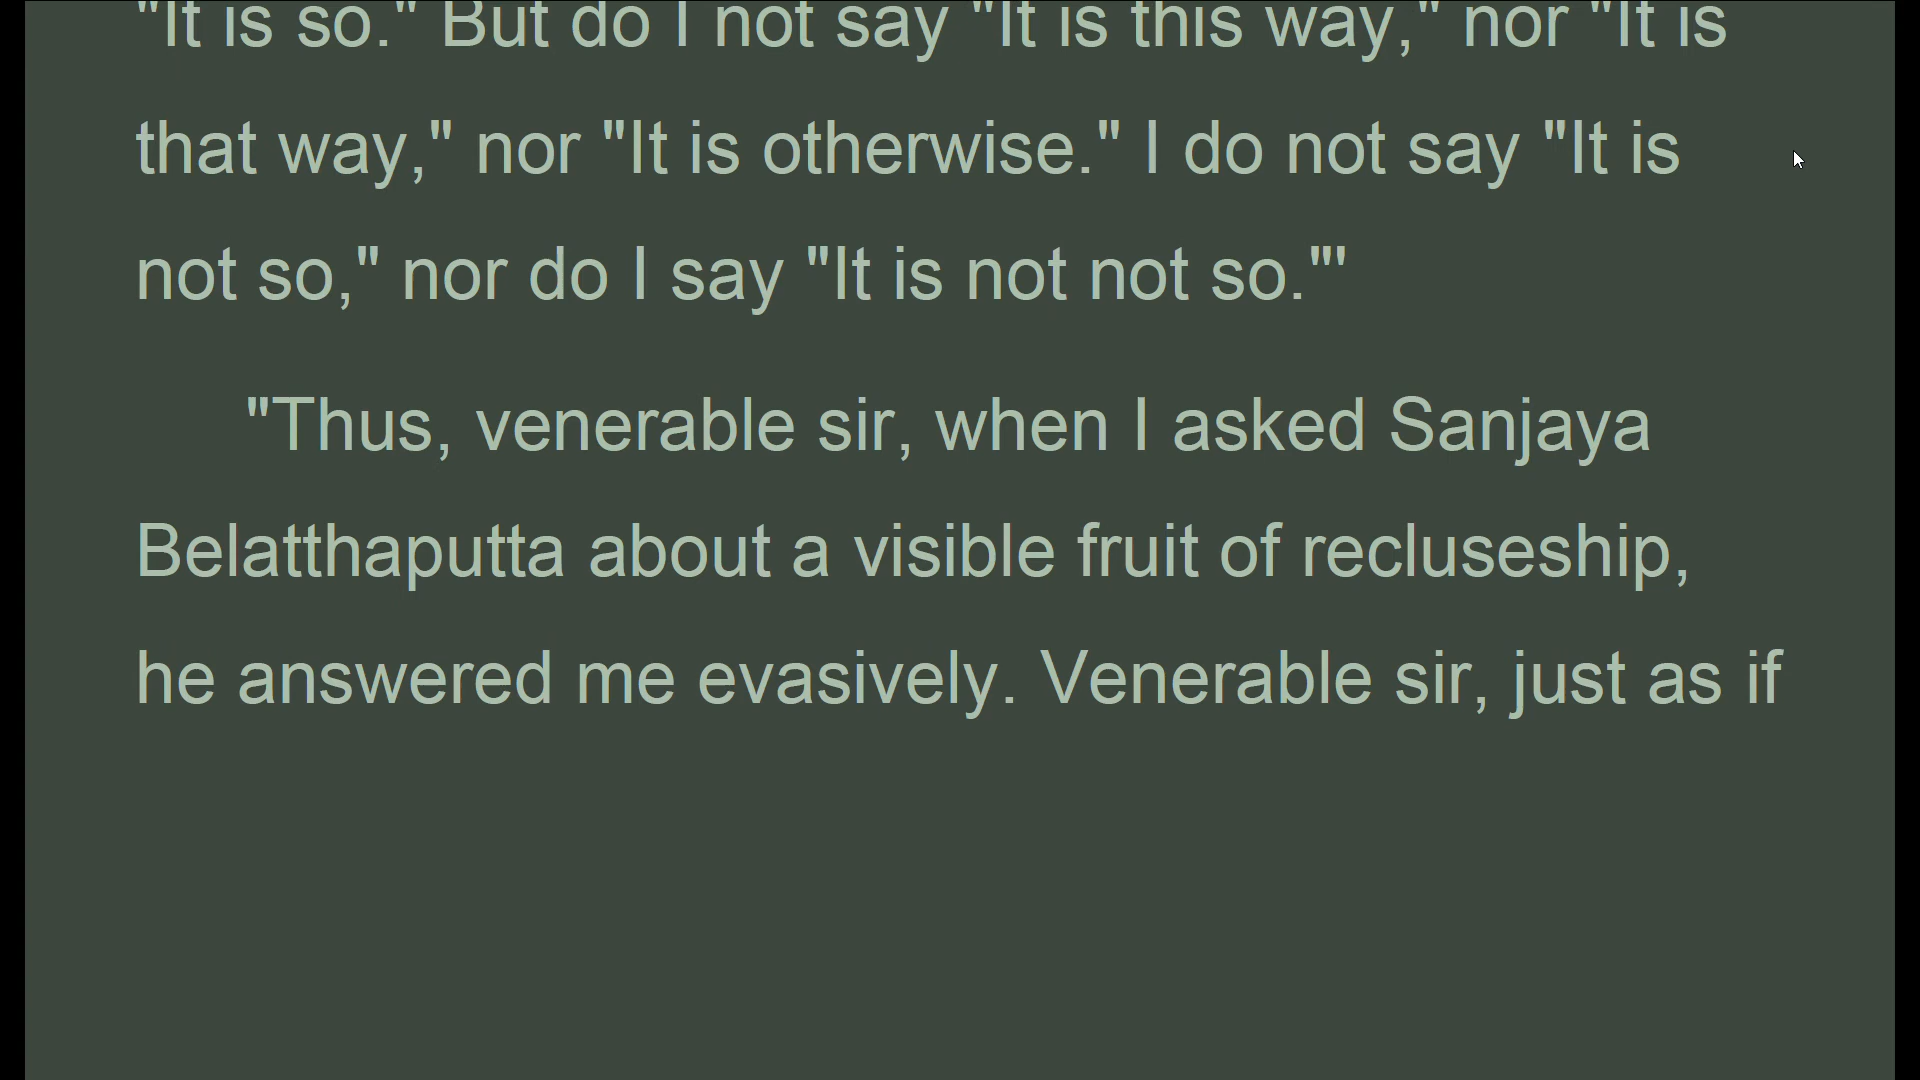 "It is so." But do I not say "It is this way," nor "It is
that way," nor "It is otherwise." I do not say "It is
not so," nor do I say "It is not not so."'
"Thus, venerable sir, when I asked Sanjaya
Belatthaputta about a visible fruit of recluseship,
he answered me evasively. Venerable sir, just as if